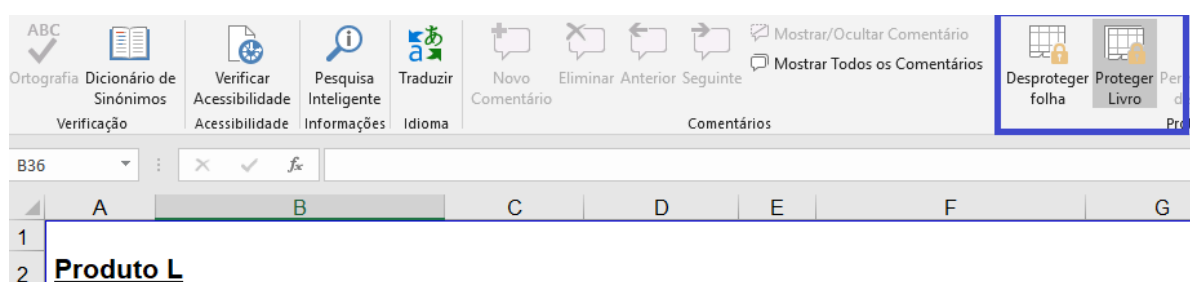 ABC
Ortografia Dicionário de Sinónimos
Verificar Acessibilidade
Pesquisa Inteligente
Traduzir
Novo Comentário
Eliminar Anterior Seguinte
Mostrar/Ocultar Comentário
Mostrar Todos os Comentários
Desproteger folha
Proteger Livro
Verificação
Acessibilidade
Informações
Idioma
Comentários
B36
fx
A B C D E F G
1
2 Produto L